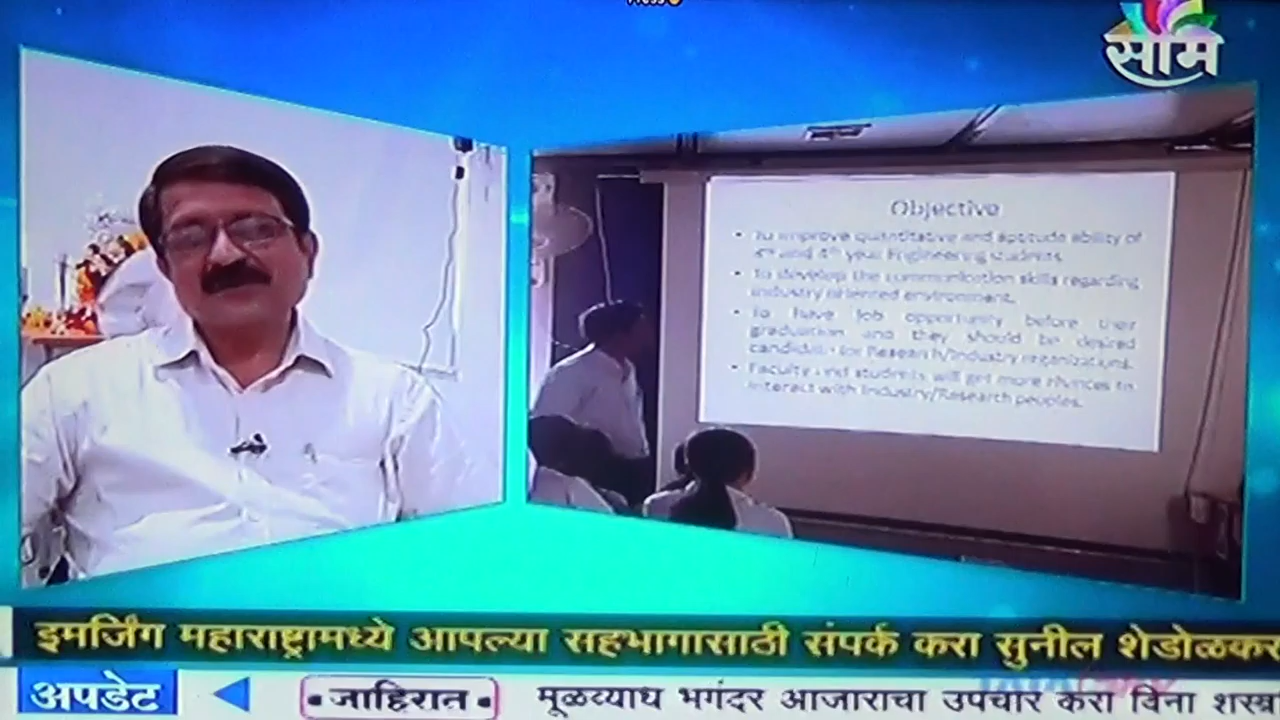 साम
Objective
• To improve quantitative and aptitude ability of
and year Engineering students.
• To develop the communication skills regarding
industry oriented environment.
• To have job opportunity before their
graduation and they should be desired
candidate for Research/Industry organizations.
• Faculty and students will get more chances to
interact with Industry/Research peoples.
इमर्जिंग महाराष्ट्रामध्ये आपल्या सहभागासाठी संपर्क करा सुनील शेडोळकर
अपडेट
जाहिरात
मूळव्याध भगंदर आजाराचा उपचार करा विना शस्त्र